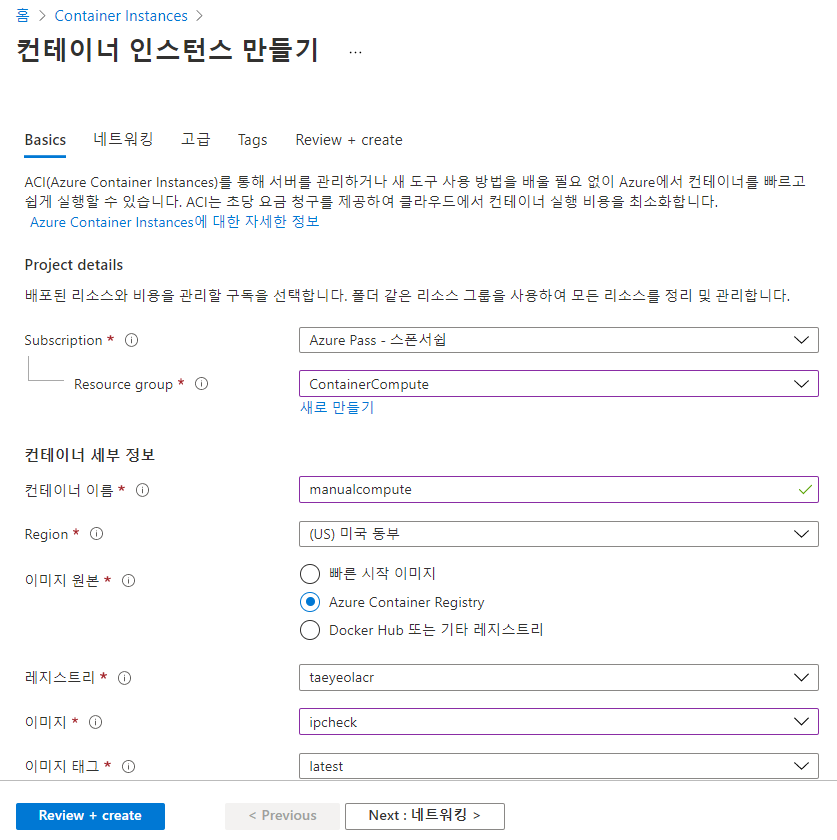 홈 > Container Instances >
컨테이너 인스턴스 만들기 ...
Basics 네트워킹 고급 Tags Review + create
ACI(Azure Container Instances)를 통해 서버를 관리하거나 새 도구 사용 방법을 배울 필요 없이 Azure에서 컨테이너를 빠르고
쉽게 실행할 수 있습니다. ACI는 초당 요금 청구를 제공하여 클라우드에서 컨테이너 실행 비용을 최소화합니다.
Azure Container Instances에 대한 자세한 정보
Project details
배포된 리소스와 비용을 관리할 구독을 선택합니다. 폴더 같은 리소스 그룹을 사용하여 모든 리소스를 정리 및 관리합니다.
Subscription * Azure Pass - 스폰서쉽
Resource group * ContainerCompute
새로 만들기
컨테이너 세부 정보
컨테이너 이름 * manualcompute
Region * (US) 미국 동부
이미지 원본 * 빠른 시작 이미지
Azure Container Registry
Docker Hub 또는 기타 레지스트리
레지스트리 * taeyeolacr
이미지 * ipcheck
이미지 태그 * latest
Review + create < Previous Next : 네트워킹 >